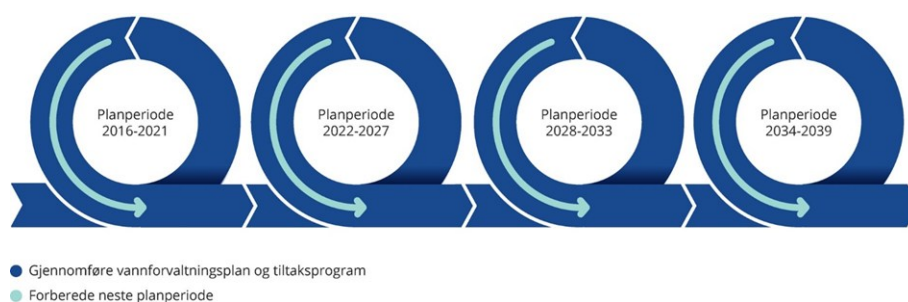 Planperiode
2016-2021
Planperiode
2022-2027
Planperiode
2028-2033
Planperiode
2034-2039
Gjennomføre vannforvaltningsplan og tiltaksprogram
Forberede neste planperiode